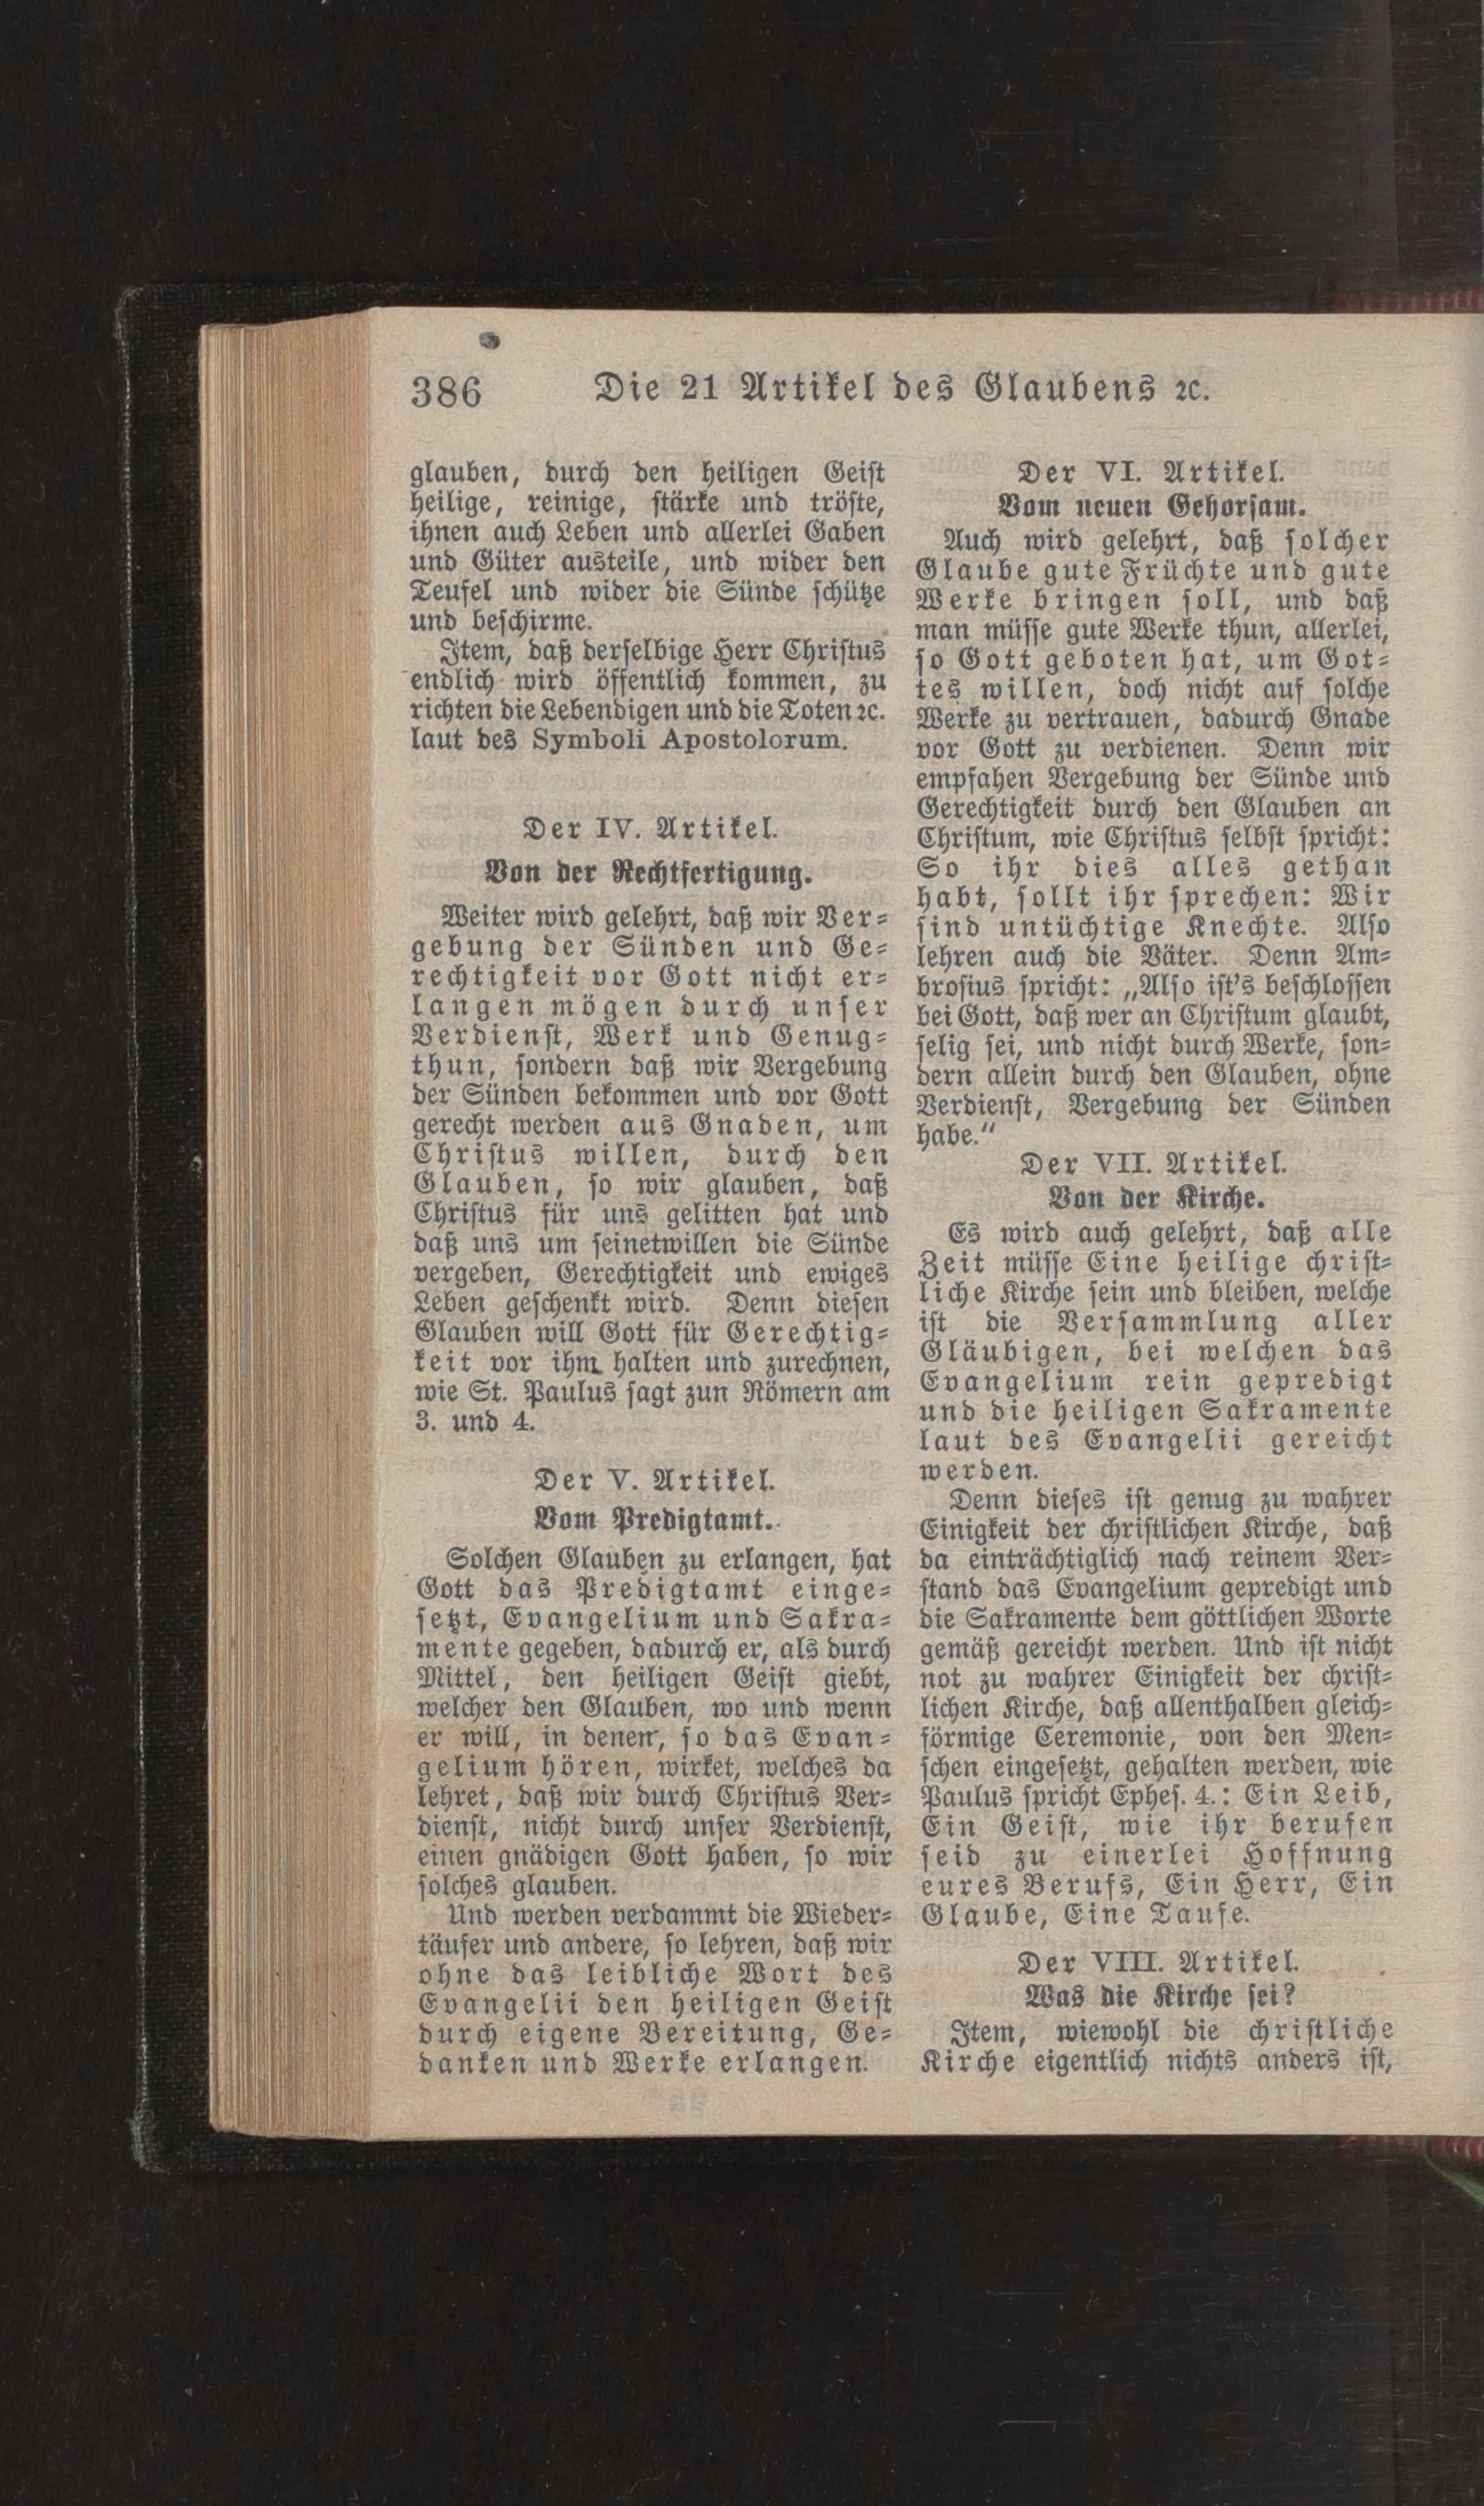 386 Die 21 Artikel des Glaubens ꝛc.
glauben, durch den heiligen Geist
heilige, reinige, stärke und tröste,
ihnen auch Leben und allerlei Gaben
und Güter austeile, und wider den
Teufel und wider die Sünde schütze
und beschirme.
Item, daß derselbige Herr Christus
endlich wird öffentlich kommen, zu
richten die Lebendigen und die Toten ꝛc.
laut des Symboli Apostolorum.
Der IV. Artikel.
Von der Rechtfertigung.
Weiter wird gelehrt, daß wir Ver-
gebung der Sünden und Ge-
rechtigkeit vor Gott nicht er-
langen mögen durch unser
Verdienst, Werk und Genug-
thun, sondern daß wir Vergebung
der Sünden bekommen und vor Gott
gerecht werden aus Gnaden, um
Christus willen, durch den
Glauben, so wir glauben, daß
Christus für uns gelitten hat und
daß uns um seinetwillen die Sünde
vergeben, Gerechtigkeit und ewiges
Leben geschenkt wird. Denn diesen
Glauben will Gott für Gerechtig-
keit vor ihm halten und zurechnen,
wie St. Paulus sagt zun Römern am
3. und 4.
Der V. Artikel.
Vom Predigtamt.
Solchen Glauben zu erlangen, hat
Gott das Predigtamt einge-
setzt, Evangelium und Sakra-
mente gegeben, dadurch er, als durch
Mittel, den heiligen Geist giebt,
welcher den Glauben, wo und wenn
er will, in denen, so das Evan-
gelium hören, wirket, welches da
lehret, daß wir durch Christus Ver-
dienst, nicht durch unser Verdienst,
einen gnädigen Gott haben, so wir
solches glauben.
Und werden verdammt die Wieder-
täufer und andere, so lehren, daß wir
ohne das leibliche Wort des
Evangelii den heiligen Geist
durch eigene Bereitung, Ge-
danken und Werke erlangen.
Der VI. Artikel.
Vom neuen Gehorsam.
Auch wird gelehrt, daß solcher
Glaube gute Früchte und gute
Werke bringen soll, und daß
man müsse gute Werke thun, allerlei,
so Gott geboten hat, um Got-
tes willen, doch nicht auf solche
Werke zu vertrauen, dadurch Gnade
vor Gott zu verdienen. Denn wir
empfahen Vergebung der Sünde und
Gerechtigkeit durch den Glauben an
Christum, wie Christus selbst spricht:
So ihr dies alles gethan
habt, sollt ihr sprechen: Wir
sind untüchtige Knechte. Also
lehren auch die Väter. Denn Am-
brosius spricht: „Also ist's beschlossen
bei Gott, daß wer an Christum glaubt,
selig sei, und nicht durch Werke, son-
dern allein durch den Glauben, ohne
Verdienst, Vergebung der Sünden
habe.“
Der VII. Artikel.
Von der Kirche.
Es wird auch gelehrt, daß alle
Zeit müsse Eine heilige christ-
liche Kirche sein und bleiben, welche
ist die Versammlung aller
Gläubigen, bei welchen das
Evangelium rein gepredigt
und die heiligen Sakramente
laut des Evangelii gereicht
werden.
Denn dieses ist genug zu wahrer
Einigkeit der christlichen Kirche, daß
da einträchtiglich nach reinem Ver-
stand das Evangelium gepredigt und
die Sakramente dem göttlichen Worte
gemäß gereicht werden. Und ist nicht
not zu wahrer Einigkeit der christ-
lichen Kirche, daß allenthalben gleich-
förmige Ceremonie, von den Men-
schen eingesetzt, gehalten werden, wie
Paulus spricht Ephes. 4.: Ein Leib,
Ein Geist, wie ihr berufen
seid zu einerlei Hoffnung
eures Berufs, Ein Herr, Ein
Glaube, Eine Taufe.
Der VIII. Artikel.
Was die Kirche sei?
Item, wiewohl die christliche
Kirche eigentlich nichts anders ist,